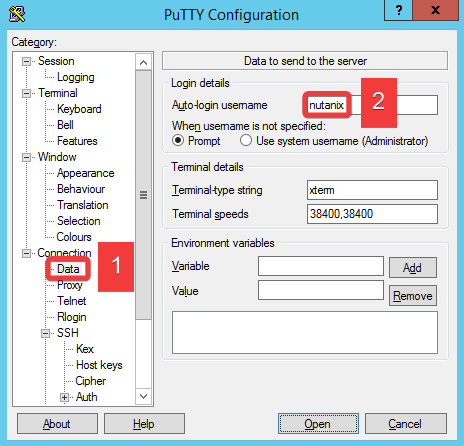 PuTTY Configuration
?
x
Category:
Session
Logging
Terminal
Keyboard
Bell
Features
Window
Appearance
Behaviour
Translation
Selection
Colours
Connection
Data
1
Proxy
Telnet
Rlogin
SSH
Kex
Host keys
Cipher
Auth
Data to send to the server
Login details
Auto-login username nutanix
2
When username is not specified:
Prompt Use system username (Administrator)
Terminal details
Terminal-type string xterm
Terminal speeds 38400,38400
Environment variables
Variable Add
Value Remove
About Help Open Cancel